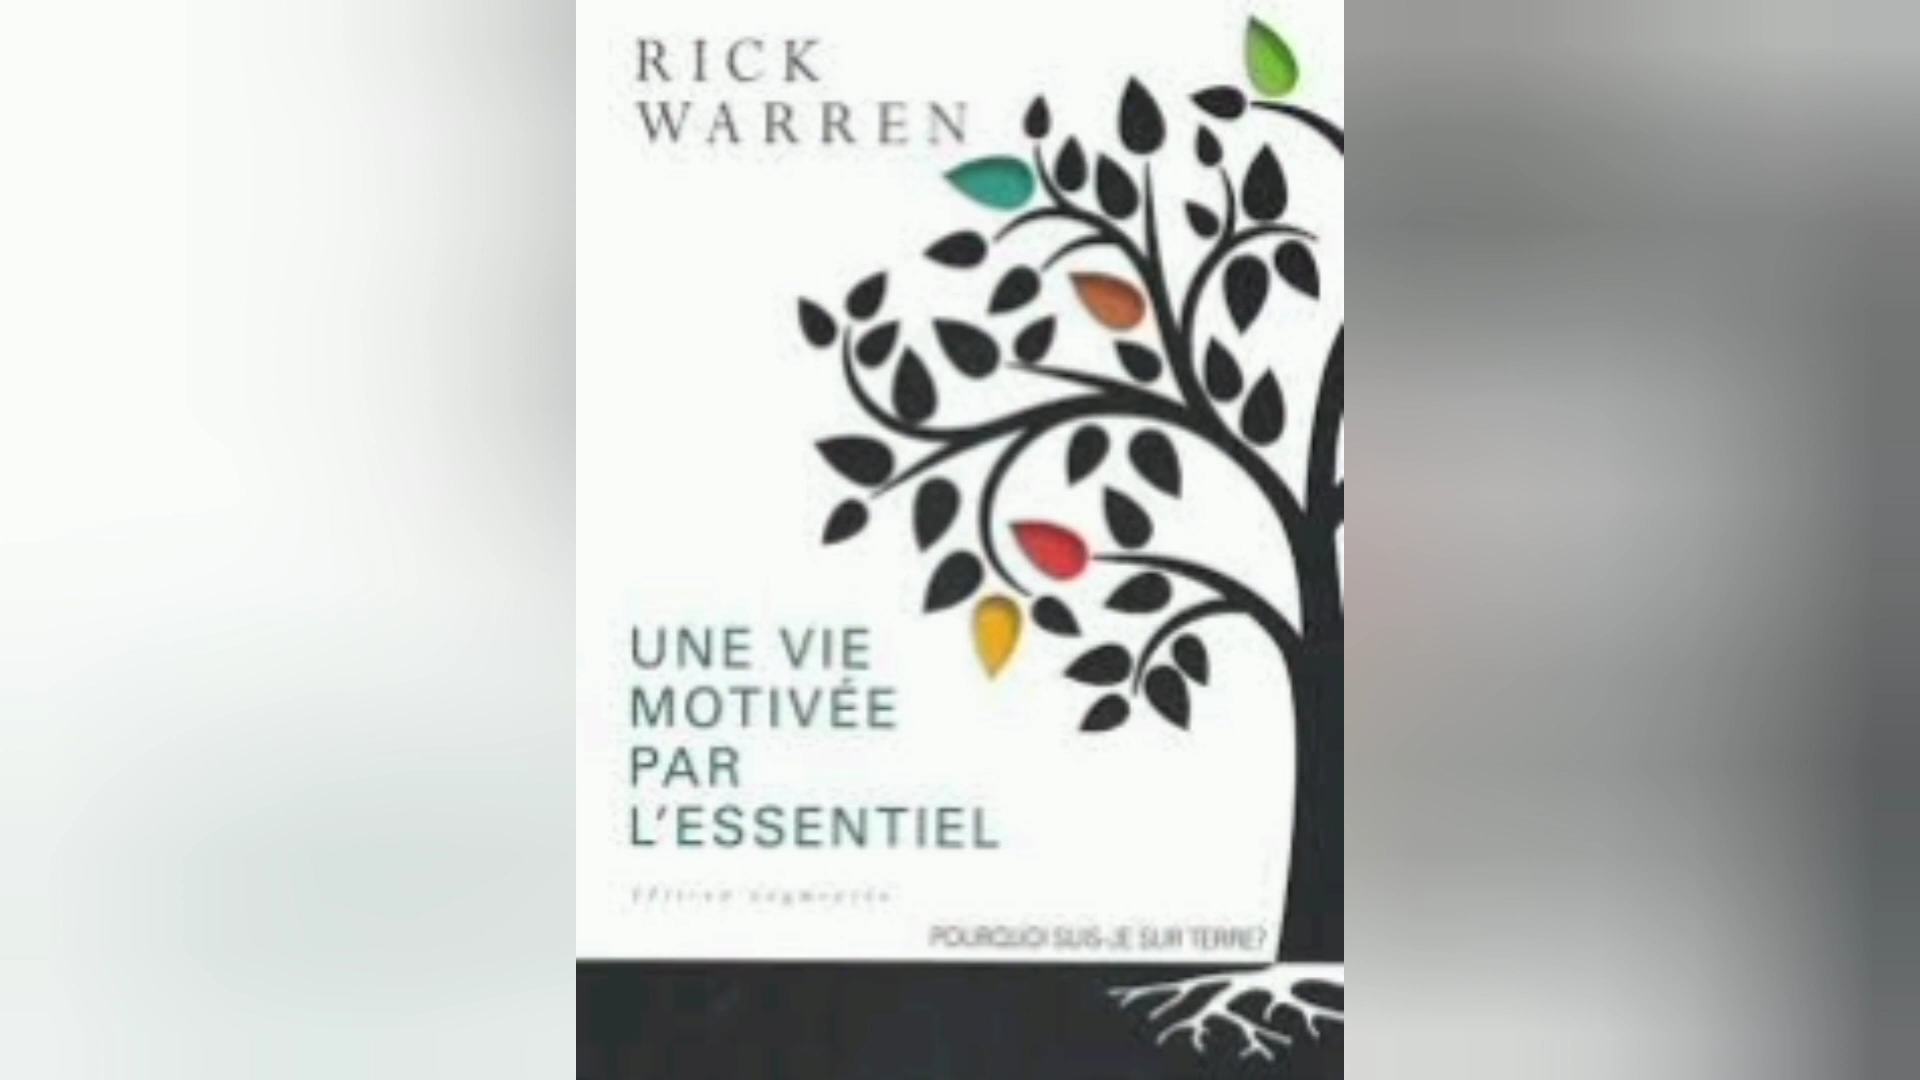 RICK
WARREN
UNE VIE
MOTIVÉE
PAR
L'ESSENTIEL
POURQUOI SUIS-JE SUR TERRE?